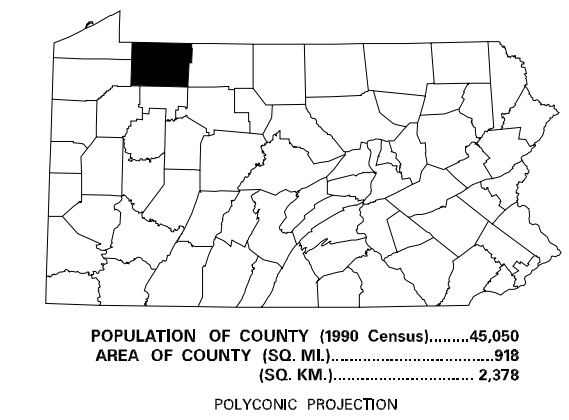 POPULATION OF COUNTY (1990 Census).........45,050
AREA OF COUNTY (SQ. MI.)....................................918
(SQ. KM.)............................... 2,378
POLYCONIC PROJECTION